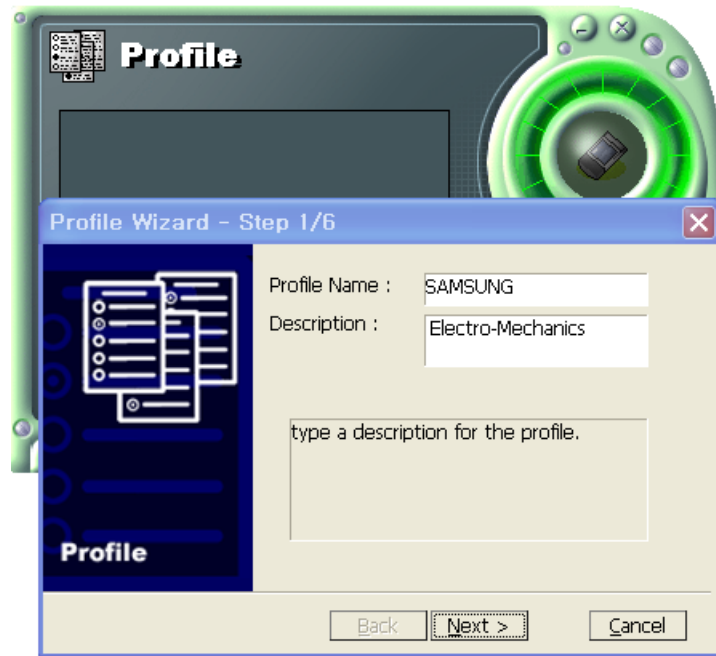 Profile
Profile Wizard - Step 1/6
Profile Name : SAMSUNG
Description : Electro-Mechanics
type a description for the profile.
Profile
Back Next > Cancel